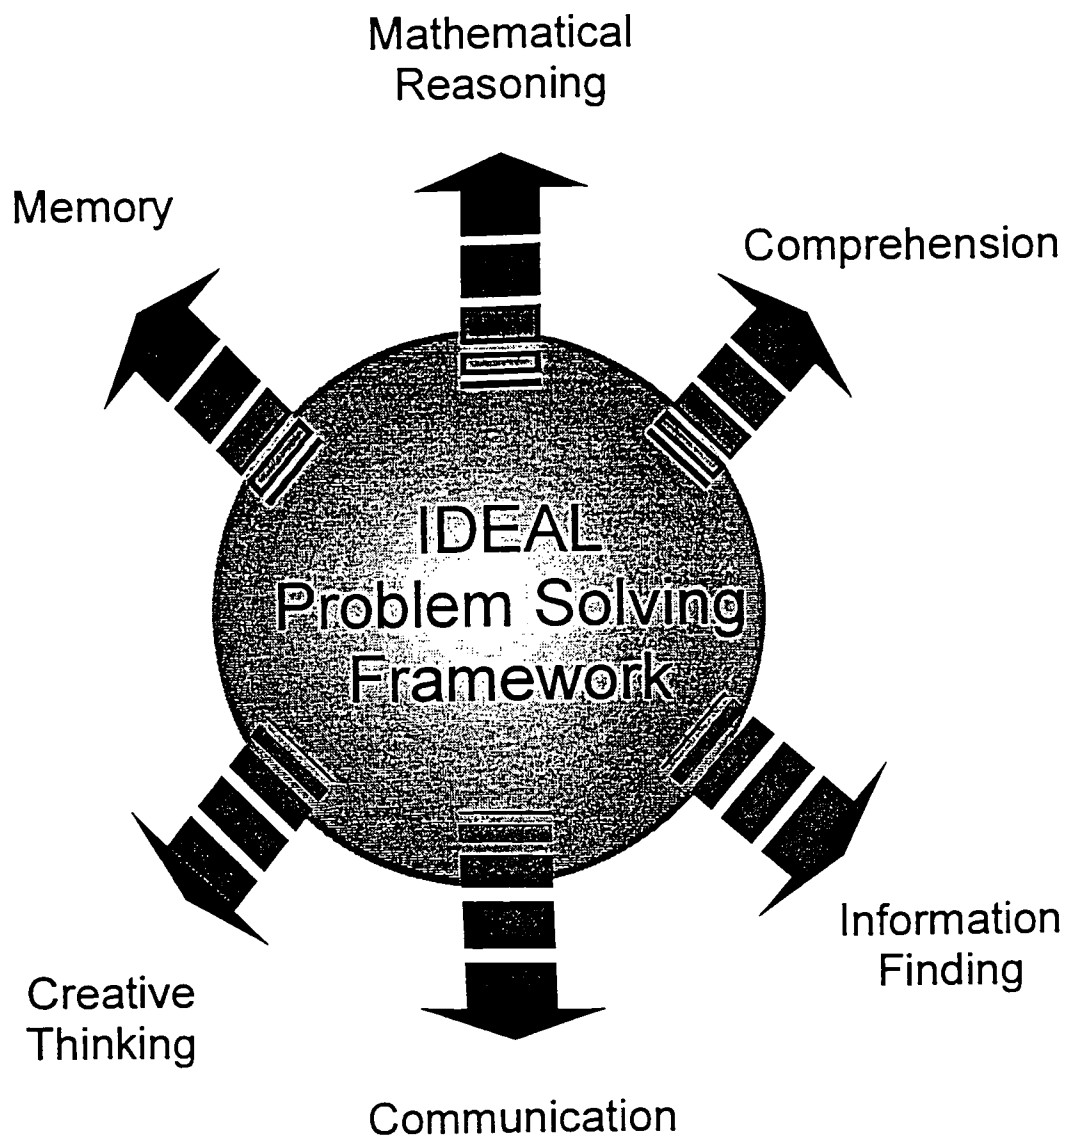 Mathematical
Reasoning
Memory
Comprehension
IDEAL
Problem Solving
Framework
Information
Finding
Creative
Thinking
Communication